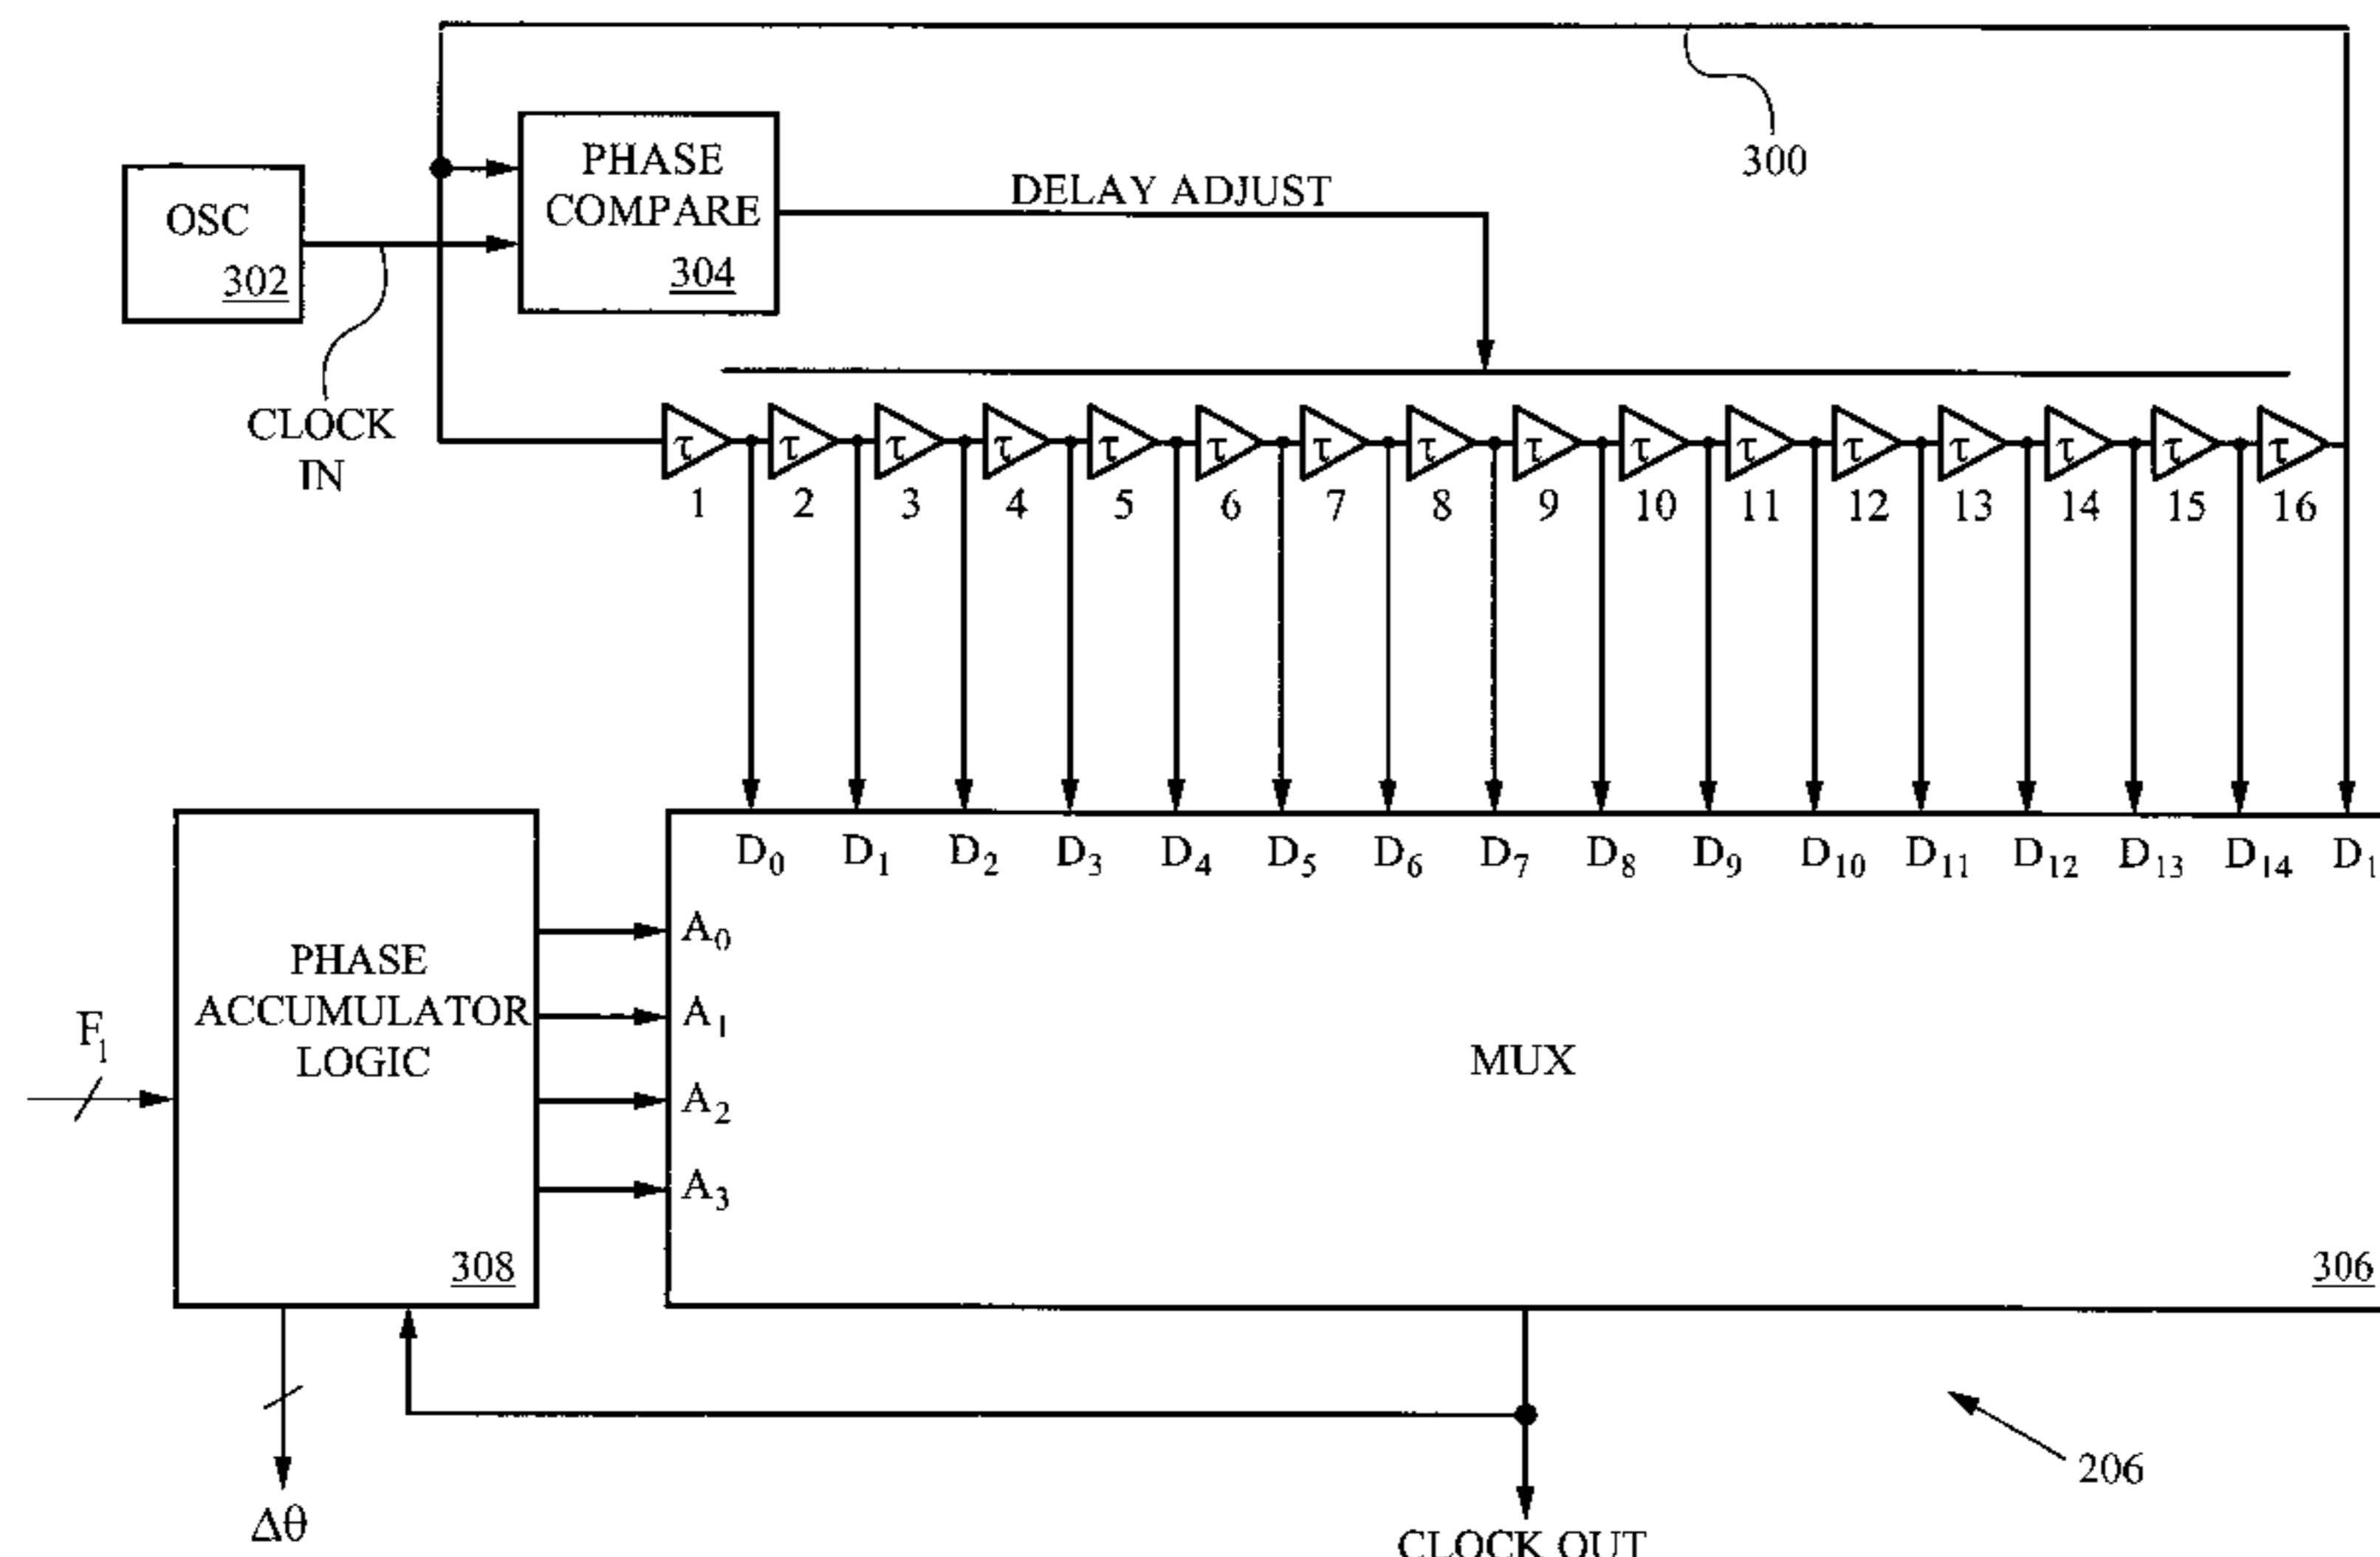 300
PHASE
COMPARE
304
OSC
302
DELAY ADJUST
CLOCK
IN
τ τ τ τ τ τ τ τ τ τ τ τ τ τ τ τ
1 2 3 4 5 6 7 8 9 10 11 12 13 14 15 16
D0 D1 D2 D3 D4 D5 D6 D7 D8 D9 D10 D11 D12 D13 D14 D1
A0
A1
A2
A3
PHASE
ACCUMULATOR
LOGIC
308
F1
MUX
306
206
Δθ
CLOCK OUT